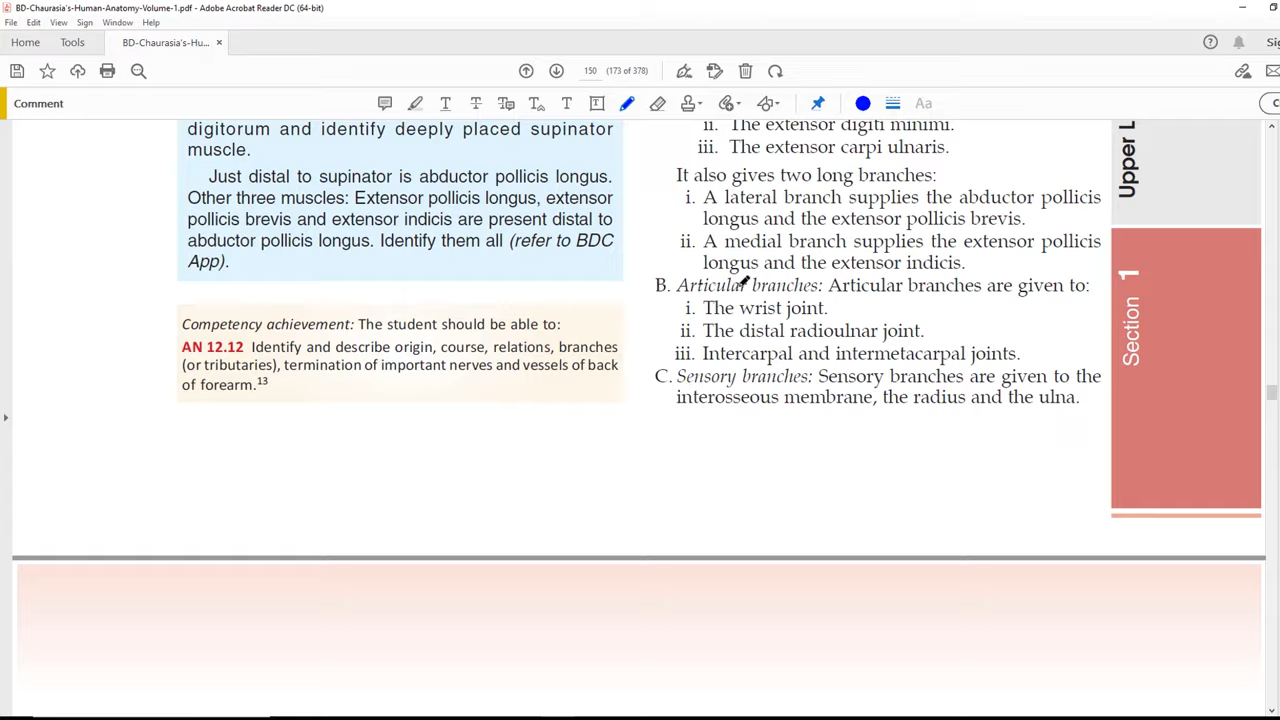 BD-Chaurasia's-Human-Anatomy-Volume-1.pdf - Adobe Acrobat Reader DC (64-bit)
File Edit View Sign Window Help
Home Tools BD-Chaurasia's-Hu... ×
150 (173 of 378)
Comment
digitorum and identify deeply placed supinator
muscle.
Just distal to supinator is abductor pollicis longus.
Other three muscles: Extensor pollicis longus, extensor
pollicis brevis and extensor indicis are present distal to
abductor pollicis longus. Identify them all (refer to BDC
App).
Competency achievement: The student should be able to:
AN 12.12 Identify and describe origin, course, relations, branches
(or tributaries), termination of important nerves and vessels of back
of forearm.13
ii. The extensor digiti minimi.
iii. The extensor carpi ulnaris.
It also gives two long branches:
i. A lateral branch supplies the abductor pollicis
longus and the extensor pollicis brevis.
ii. A medial branch supplies the extensor pollicis
longus and the extensor indicis.
B. Articular branches: Articular branches are given to:
i. The wrist joint.
ii. The distal radioulnar joint.
iii. Intercarpal and intermetacarpal joints.
C. Sensory branches: Sensory branches are given to the
interosseous membrane, the radius and the ulna.
Upper L
Section 1